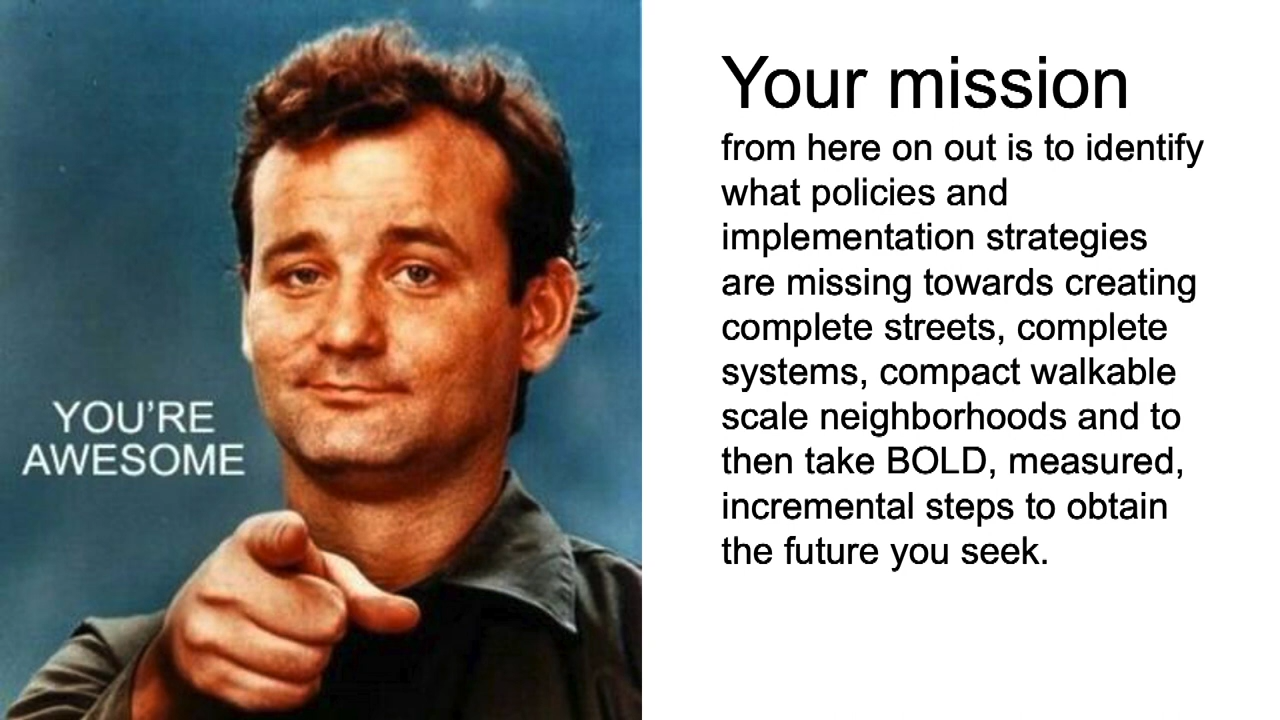 YOU’RE
AWESOME
Your mission
from here on out is to identify
what policies and
implementation strategies
are missing towards creating
complete streets, complete
systems, compact walkable
scale neighborhoods and to
then take BOLD, measured,
incremental steps to obtain
the future you seek.